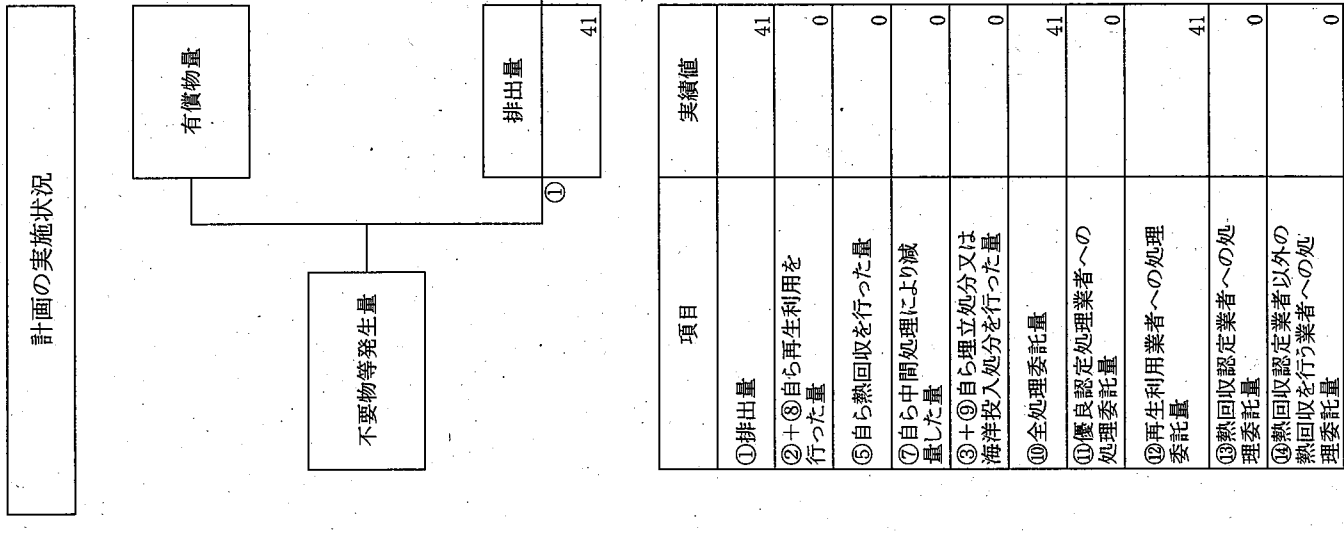 計画の実施状況
有償物量
不要物等発生量
①
排出量
41
項目
実績値
①排出量
41
②+⑧自ら再生利用を
行った量
0
⑤自ら熱回収を行った量
0
⑦自ら中間処理により減
量した量
0
③+⑨自ら埋立処分又は
海洋投入処分を行った量
0
⑩全処理委託量
41
⑪優良認定処理業者への
処理委託量
0
⑫再生利用業者への処理
委託量
41
⑬熱回収認定業者への処
理委託量
0
⑭熱回収認定業者以外の
熱回収を行う業者への処
理委託量
0